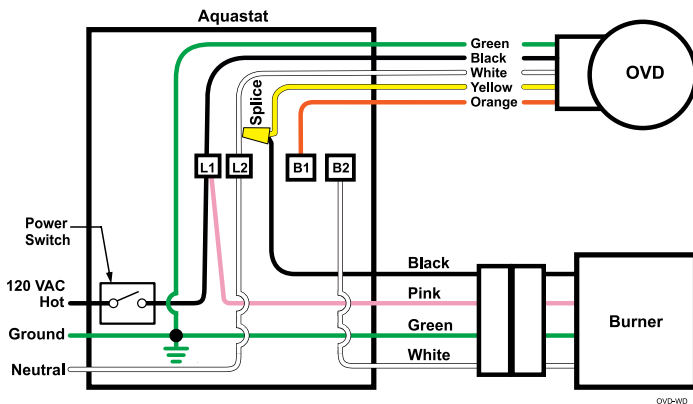 Aquastat
Green
Black
White
Yellow
Orange
OVD
Splice
L1
L2
B1
B2
Power
Switch
120 VAC
Hot
Ground
Neutral
Black
Pink
Green
White
Burner
OVD-WD